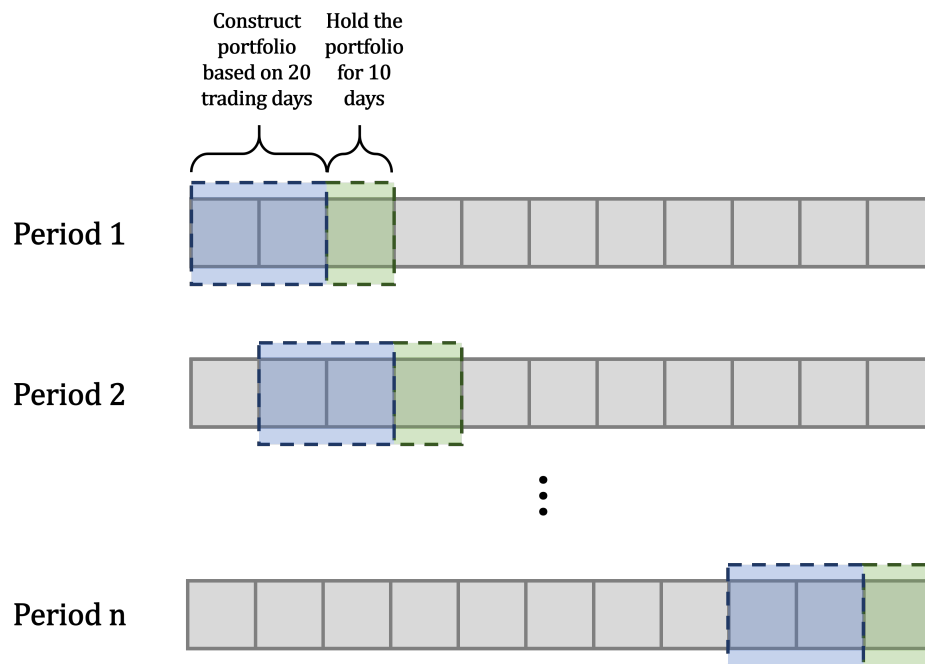 Construct
portfolio
based on 20
trading days
Hold the
portfolio
for 10
days
Period 1
Period 2
Period n